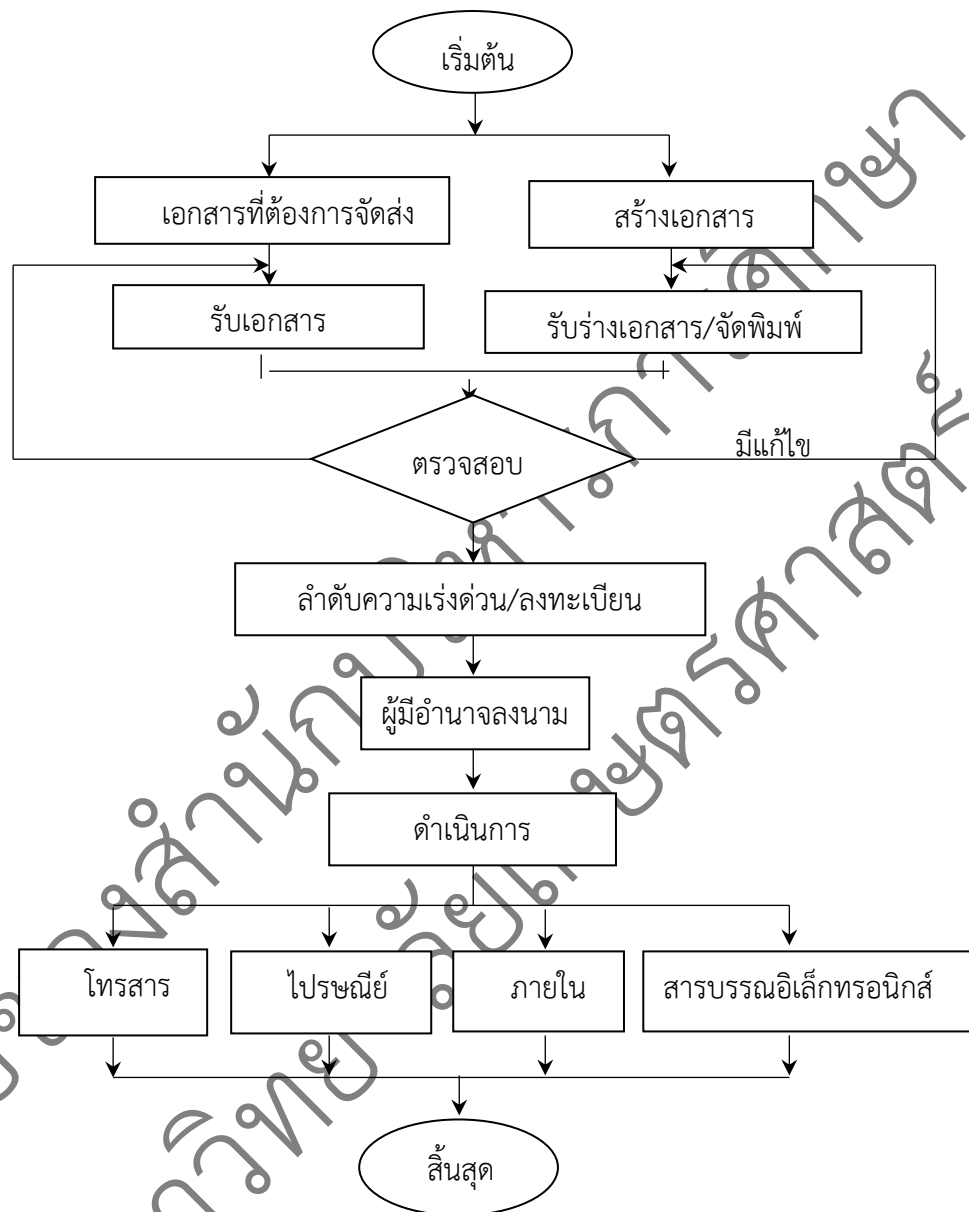 เริ่มต้น
เอกสารที่ต้องการจัดส่ง
สร้างเอกสาร
รับเอกสาร
รับร่างเอกสาร/จัดพิมพ์
ตรวจสอบ
มีแก้ไข
ลำดับความเร่งด่วน/ลงทะเบียน
ผู้มีอำนาจลงนาม
ดำเนินการ
โทรสาร
ไปรษณีย์
ภายใน
สารบรรณอิเล็กทรอนิกส์
สิ้นสุด